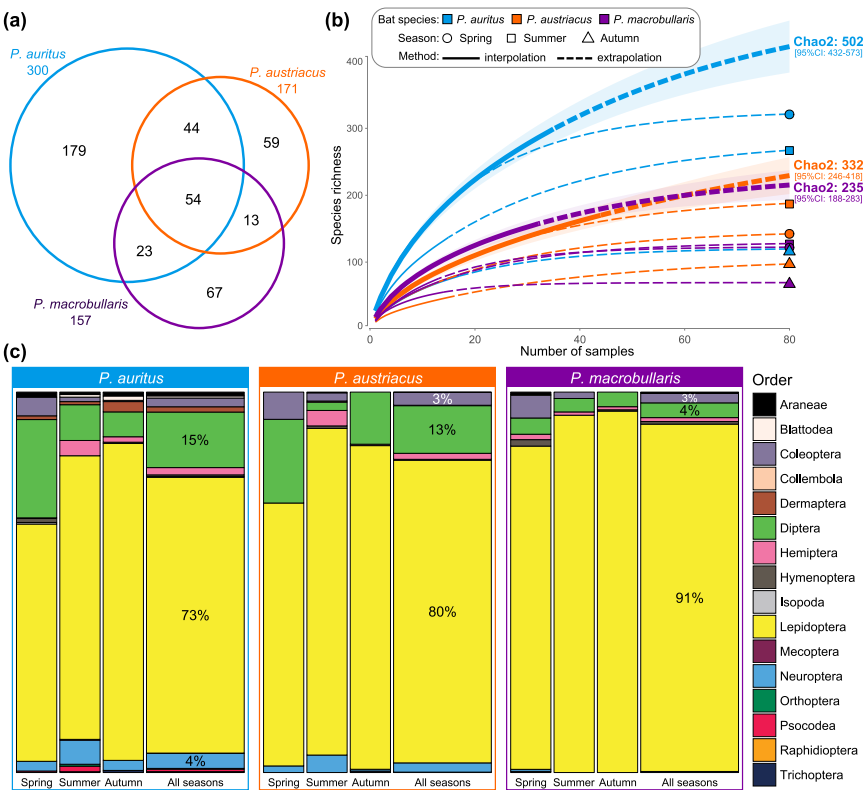 (a)
P. auritus
300
P. austriacus
171
179
44
59
54
13
23
67
P. macrobullaris
157
(b)
Bat species: P. auritus P. austriacus P. macrobullaris
Season: Spring Summer Autumn
Method: interpolation extrapolation
Species richness
400
300
200
100
0
0
20
40
60
80
Number of samples
Chao2: 502
[95%CI: 432-573]
Chao2: 332
[95%CI: 246-418]
Chao2: 235
[95%CI: 188-283]
(c)
P. auritus
15%
73%
4%
Spring Summer Autumn All seasons
P. austriacus
3%
13%
80%
Spring Summer Autumn All seasons
P. macrobullaris
3%
4%
91%
Spring Summer Autumn All seasons
Order
Araneae
Blattodea
Coleoptera
Collembola
Dermaptera
Diptera
Hemiptera
Hymenoptera
Isopoda
Lepidoptera
Mecoptera
Neuroptera
Orthoptera
Psocodea
Raphidioptera
Trichoptera